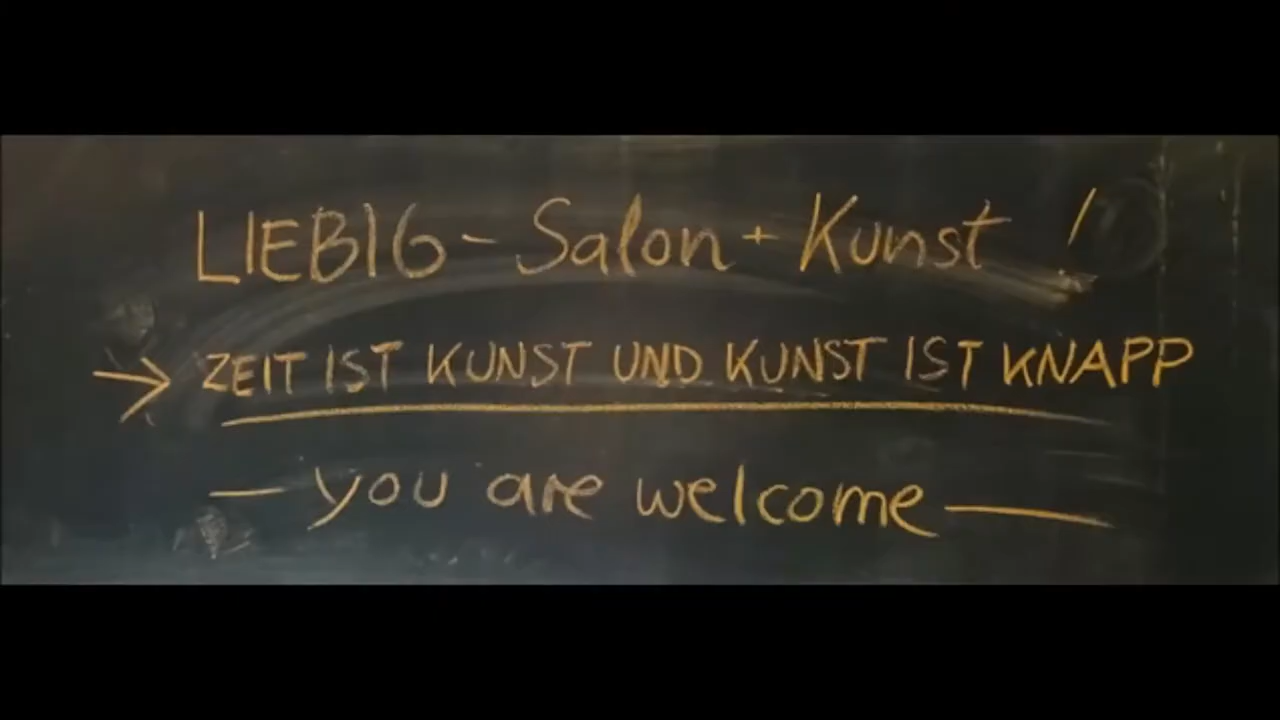 LIEBIG - Salon + Kunst !
→ ZEIT IST KUNST UND KUNST IST KNAPP
— you are welcome —